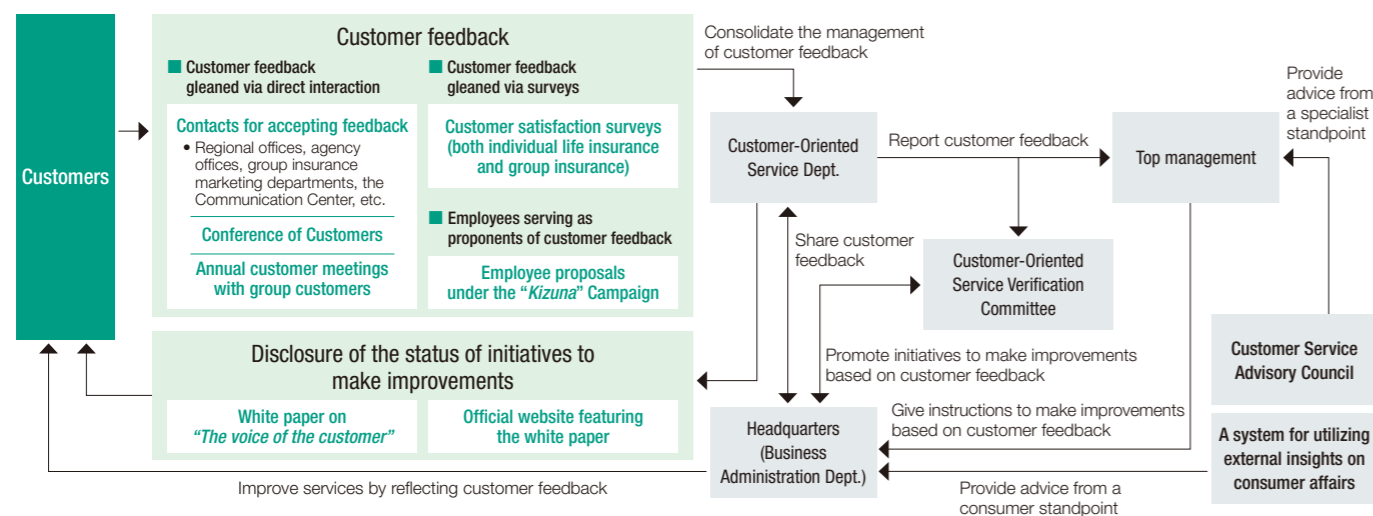 Customers
Customer feedback
■ Customer feedback
gleaned via direct interaction
Contacts for accepting feedback
• Regional offices, agency
offices, group insurance
marketing departments, the
Communication Center, etc.
Conference of Customers
Annual customer meetings
with group customers
■ Customer feedback
gleaned via surveys
Customer satisfaction surveys
(both individual life insurance
and group insurance)
■ Employees serving as
proponents of customer feedback
Employee proposals
under the “Kizuna” Campaign
Disclosure of the status of initiatives to
make improvements
White paper on
“The voice of the customer”
Official website featuring
the white paper
Improve services by reflecting customer feedback
Consolidate the management
of customer feedback
Customer-Oriented
Service Dept.
Report customer feedback
Top management
Provide
advice from
a specialist
standpoint
Share customer
feedback
Customer-Oriented
Service Verification
Committee
Promote initiatives to make improvements
based on customer feedback
Give instructions to make improvements
based on customer feedback
Headquarters
(Business
Administration Dept.)
Customer Service
Advisory Council
A system for utilizing
external insights on
consumer affairs
Provide advice from a
consumer standpoint